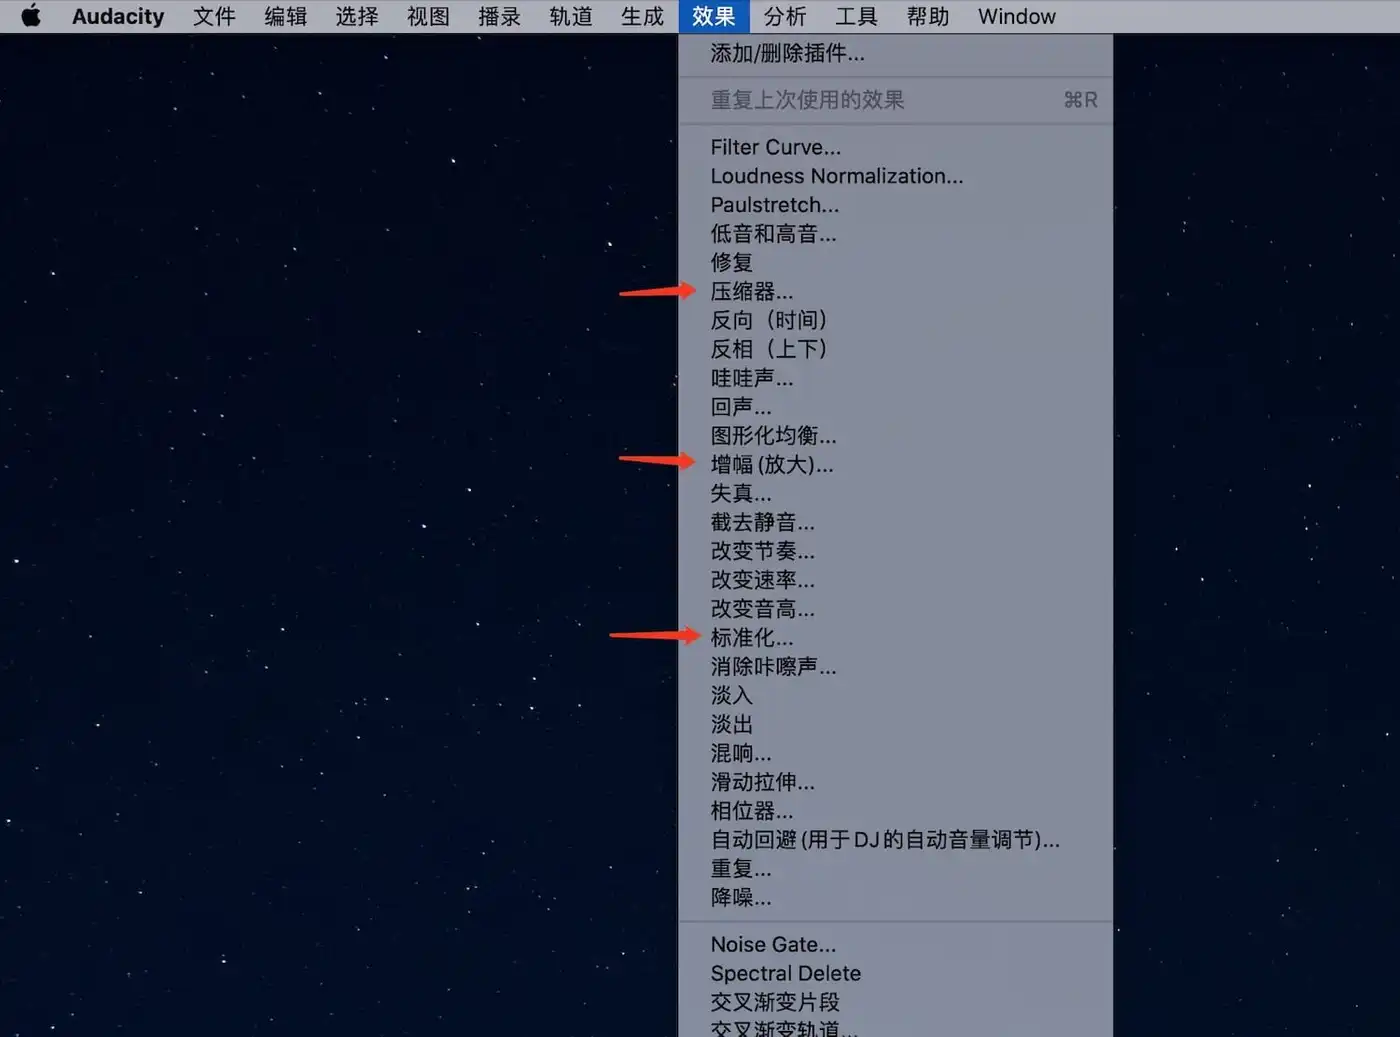 Audacity 文件 编辑 选择 视图 播录 轨道 生成 效果 分析 工具 帮助 Window
添加/删除插件...
重复上次使用的效果 ⌘R
Filter Curve...
Loudness Normalization...
Paulstretch...
低音和高音...
修复
压缩器...
反向（时间）
反相（上下）
哇哇声...
回声...
图形化均衡...
增幅 (放大)...
失真...
截去静音...
改变节奏...
改变速率...
改变音高...
标准化...
消除咔嚓声...
淡入
淡出
混响...
滑动拉伸...
相位器...
自动回避 (用于 DJ 的自动音量调节)...
重复...
降噪...
Noise Gate...
Spectral Delete
交叉渐变片段
交叉渐变轨道...